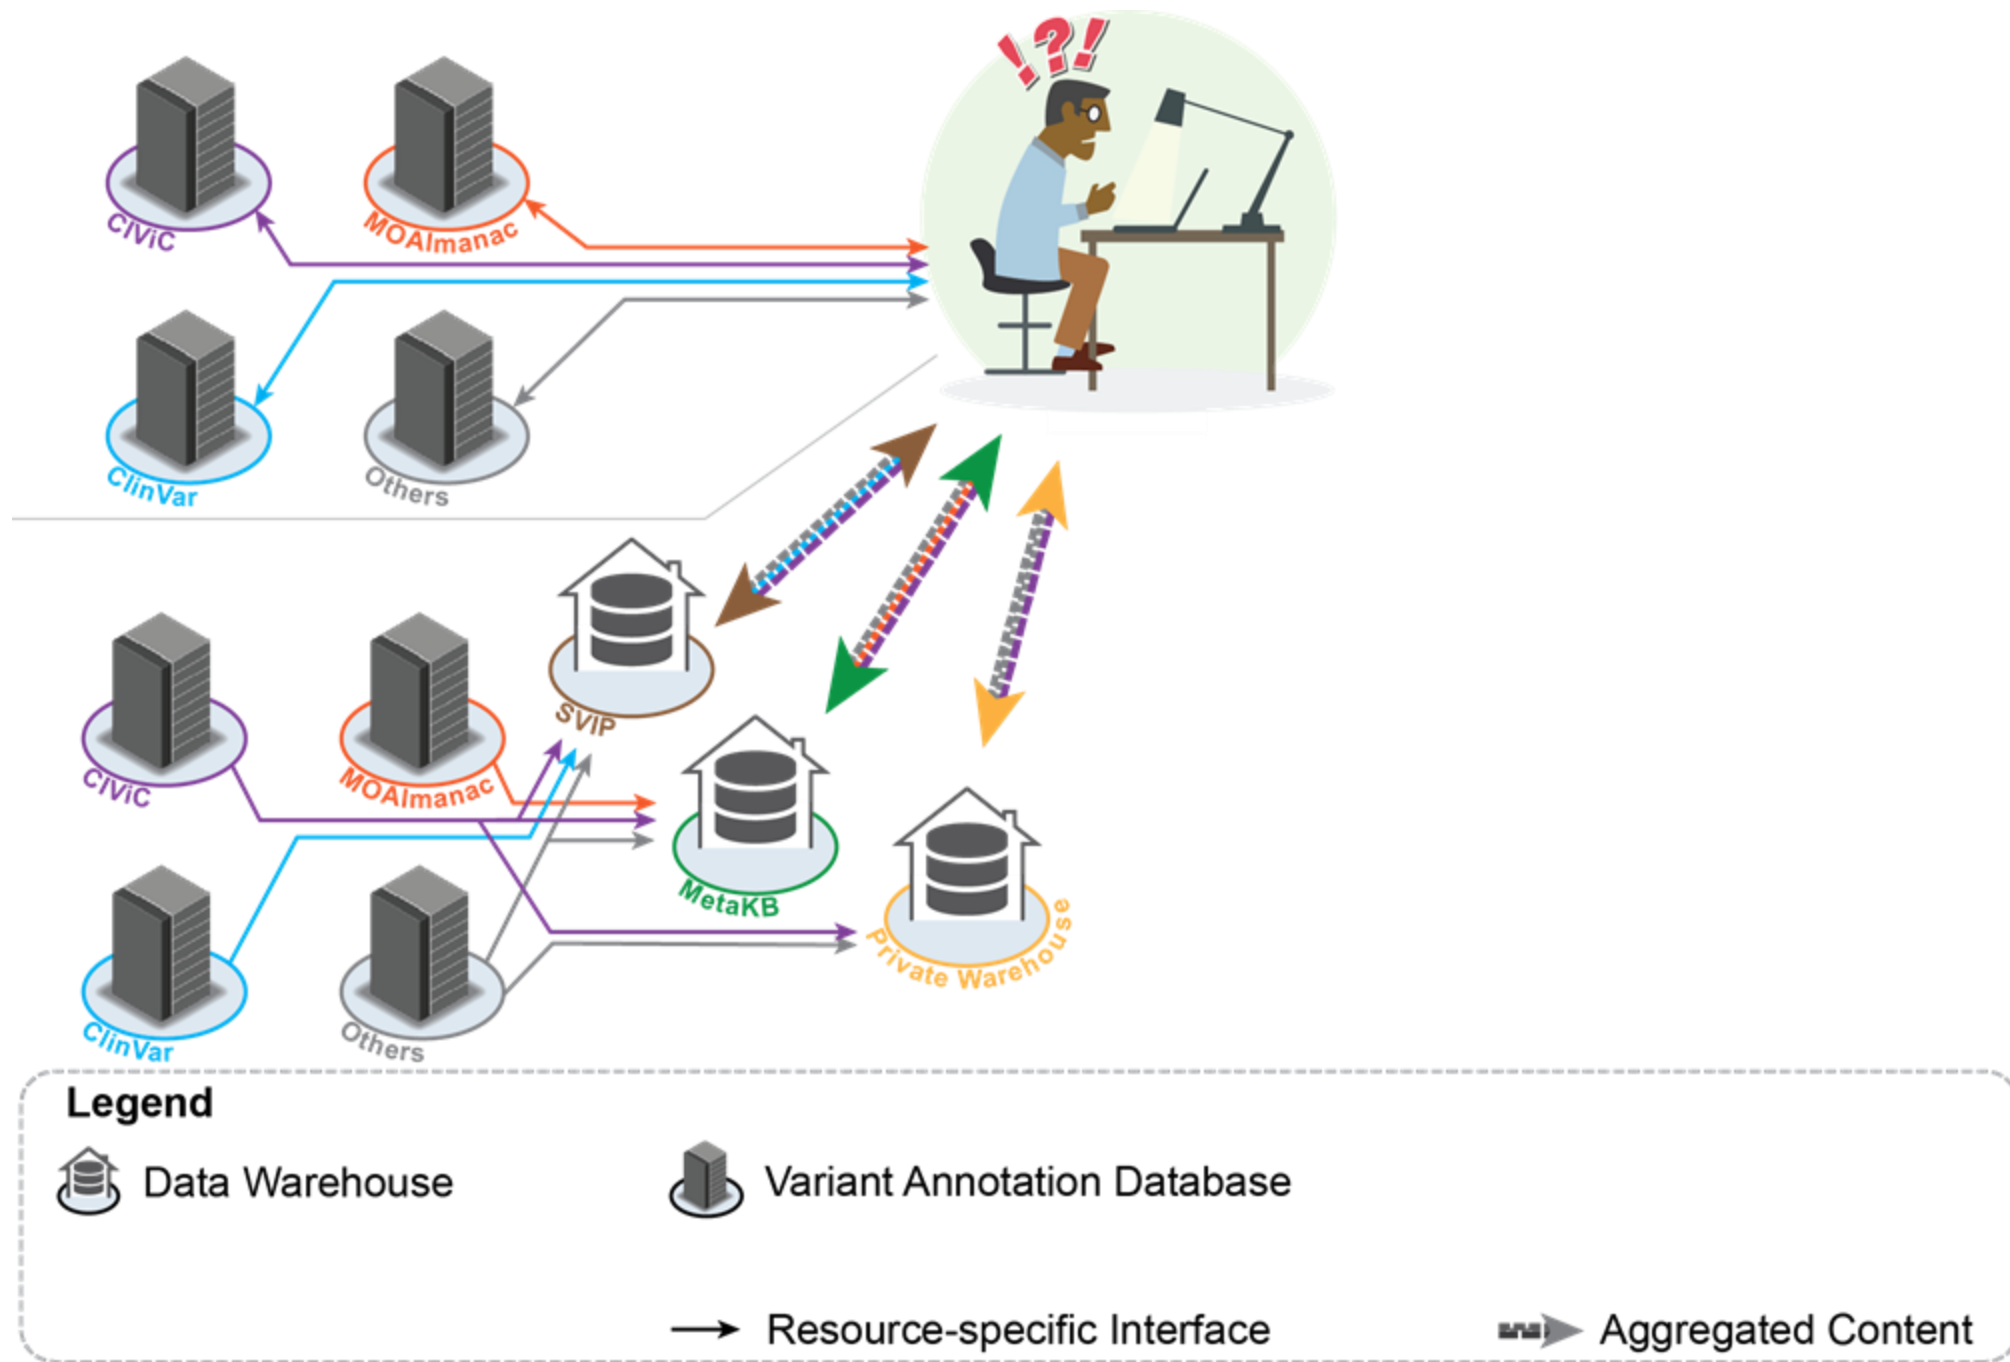 !?!
CIViC
MOAlmanac
ClinVar
Others
SVIP
CIViC
MOAlmanac
MetaKB
Private Warehouse
ClinVar
Others
Legend
Data Warehouse
Variant Annotation Database
Resource-specific Interface
Aggregated Content